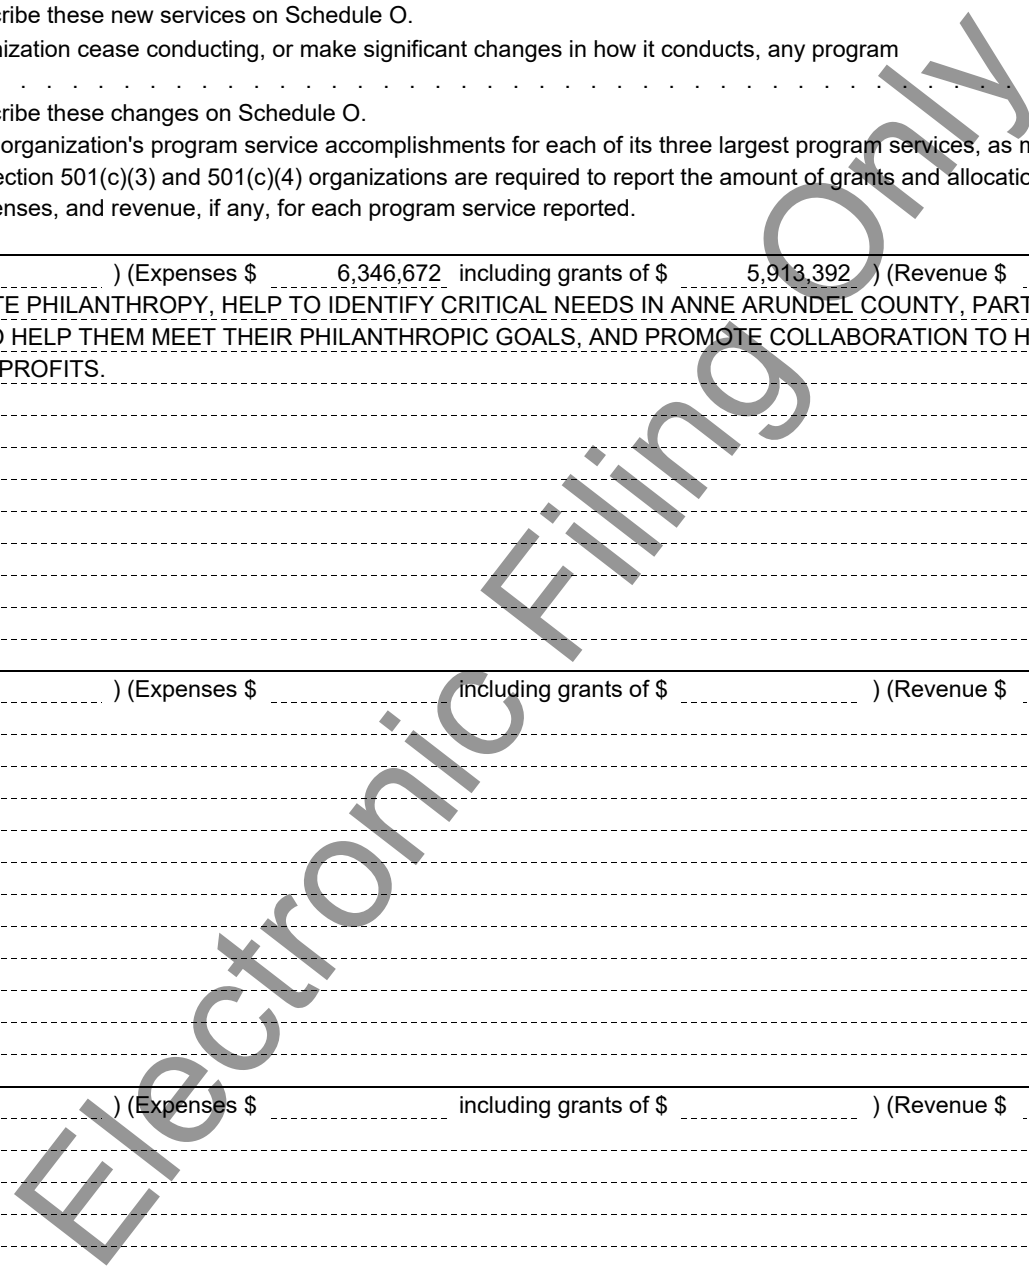 ribe these new services on Schedule O.
nization cease conducting, or make significant changes in how it conducts, any program
. . . . . . . . . . . . . . . . . . . . . . . . . . . . . . . . . . . . . . .
ribe these changes on Schedule O.
organization's program service accomplishments for each of its three largest program services, as m
ection 501(c)(3) and 501(c)(4) organizations are required to report the amount of grants and allocatio
enses, and revenue, if any, for each program service reported.
) (Expenses $ 6,346,672 including grants of $ 5,913,392 ) (Revenue $
TE PHILANTHROPY, HELP TO IDENTIFY CRITICAL NEEDS IN ANNE ARUNDEL COUNTY, PART
O HELP THEM MEET THEIR PHILANTHROPIC GOALS, AND PROMOTE COLLABORATION TO H
PROFITS.
) (Expenses $ including grants of $ ) (Revenue $
) (Expenses $ including grants of $ ) (Revenue $
Electronic Filing Only